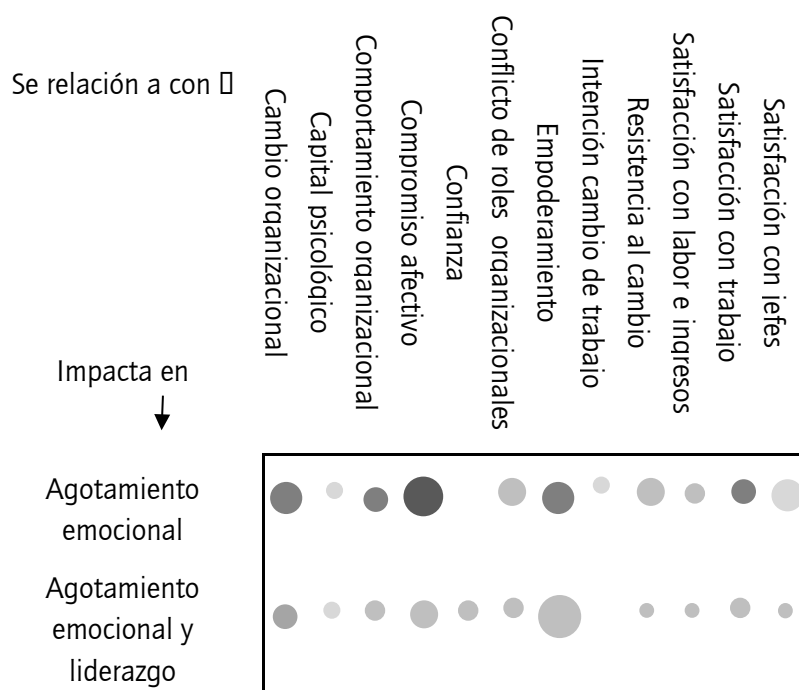 Se relación a con ▯
Cambio organizacional
Capital psicológico
Comportamiento organizacional
Compromiso afectivo
Confianza
Conflicto de roles organizacionales
Empoderamiento
Intención cambio de trabajo
Resistencia al cambio
Satisfacción con labor e ingresos
Satisfacción con trabajo
Satisfacción con jefes
Impacta en
Agotamiento
emocional
Agotamiento
emocional y
liderazgo